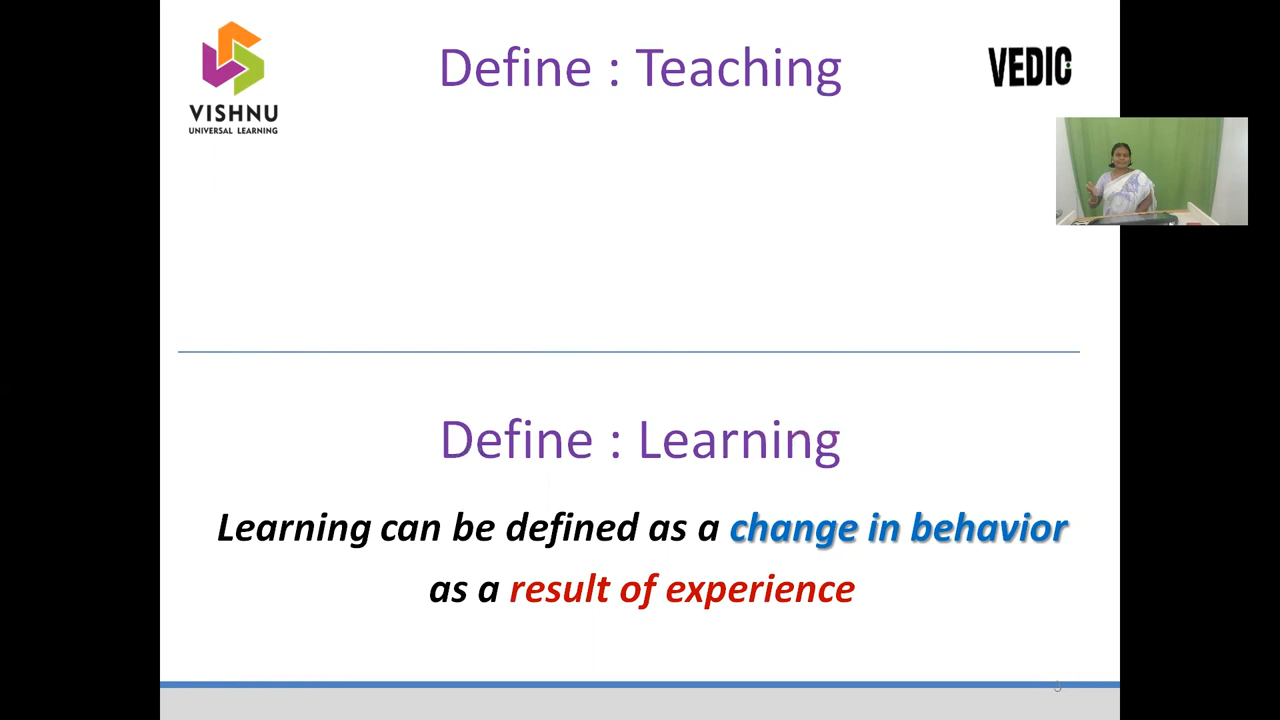 VISHNU
UNIVERSAL LEARNING
Define : Teaching
VEDIC
Define : Learning
Learning can be defined as a change in behavior
as a result of experience